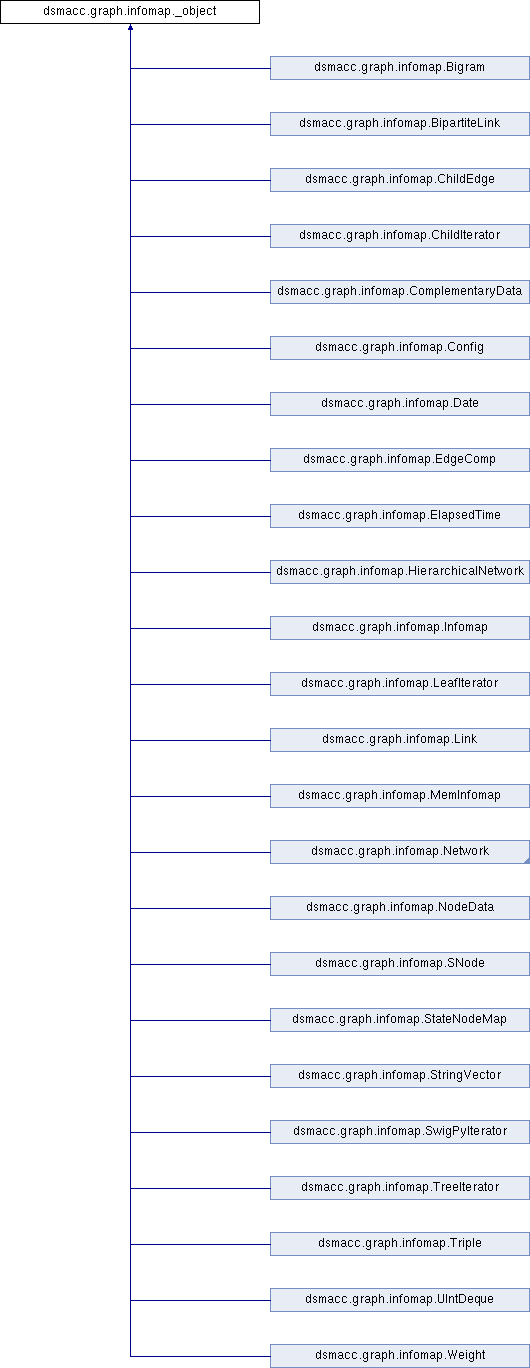 dsmacc.graph.infomap._object
dsmacc.graph.infomap.Bigram
dsmacc.graph.infomap.BipartiteLink
dsmacc.graph.infomap.ChildEdge
dsmacc.graph.infomap.ChildIterator
dsmacc.graph.infomap.ComplementaryData
dsmacc.graph.infomap.Config
dsmacc.graph.infomap.Date
dsmacc.graph.infomap.EdgeComp
dsmacc.graph.infomap.ElapsedTime
dsmacc.graph.infomap.HierarchicalNetwork
dsmacc.graph.infomap.Infomap
dsmacc.graph.infomap.LeafIterator
dsmacc.graph.infomap.Link
dsmacc.graph.infomap.MemInfomap
dsmacc.graph.infomap.Network
dsmacc.graph.infomap.NodeData
dsmacc.graph.infomap.SNode
dsmacc.graph.infomap.StateNodeMap
dsmacc.graph.infomap.StringVector
dsmacc.graph.infomap.SwigPyIterator
dsmacc.graph.infomap.TreeIterator
dsmacc.graph.infomap.Triple
dsmacc.graph.infomap.UIntDeque
dsmacc.graph.infomap.Weight